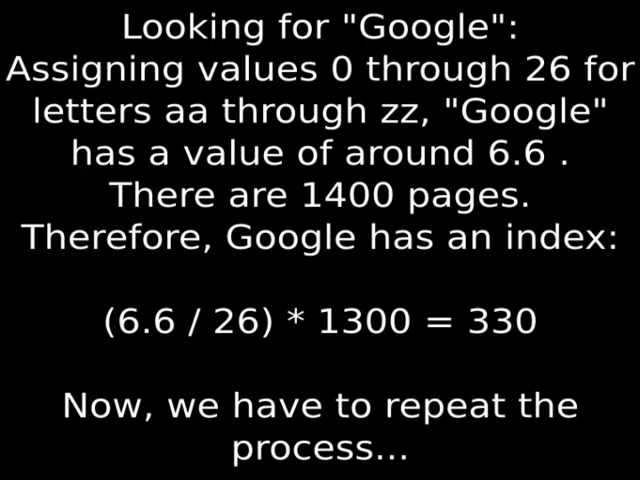 Looking for "Google":
Assigning values 0 through 26 for
letters aa through zz, "Google"
has a value of around 6.6 .
There are 1400 pages.
Therefore, Google has an index:
(6.6 / 26) * 1300 = 330
Now, we have to repeat the
process...